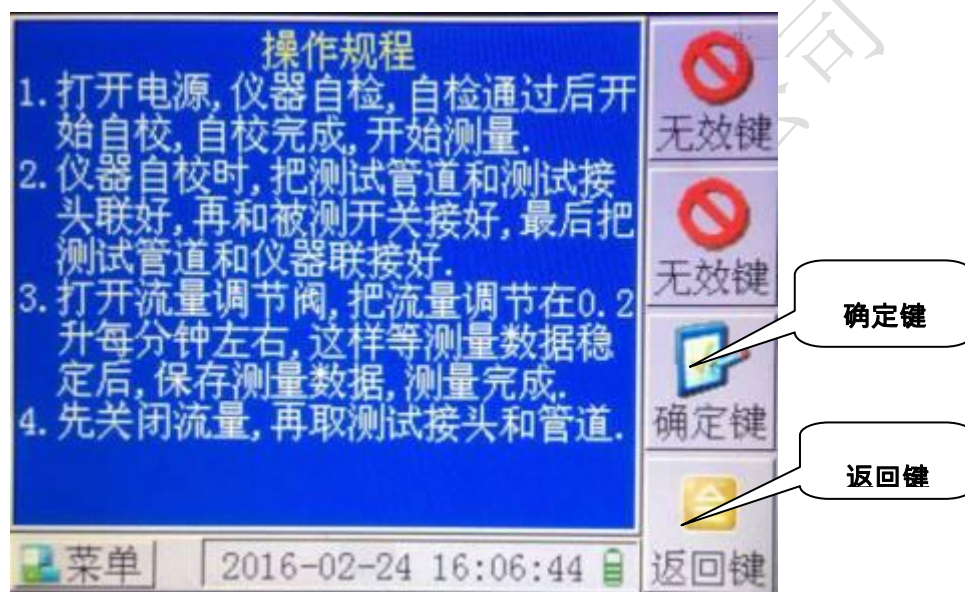 操作规程
1. 打开电源, 仪器自检, 自检通过后开
始自校, 自校完成, 开始测量.
2. 仪器自校时, 把测试管道和测试接
头联好, 再和被测开关接好, 最后把
测试管道和仪器联接好.
3. 打开流量调节阀, 把流量调节在0.2
升每分钟左右, 这样等测量数据稳
定后, 保存测量数据, 测量完成.
4. 先关闭流量, 再取测试接头和管道.
无效键
无效键
确定键
返回键
确定键
返回键
菜单
2016-02-24 16:06:44
公司